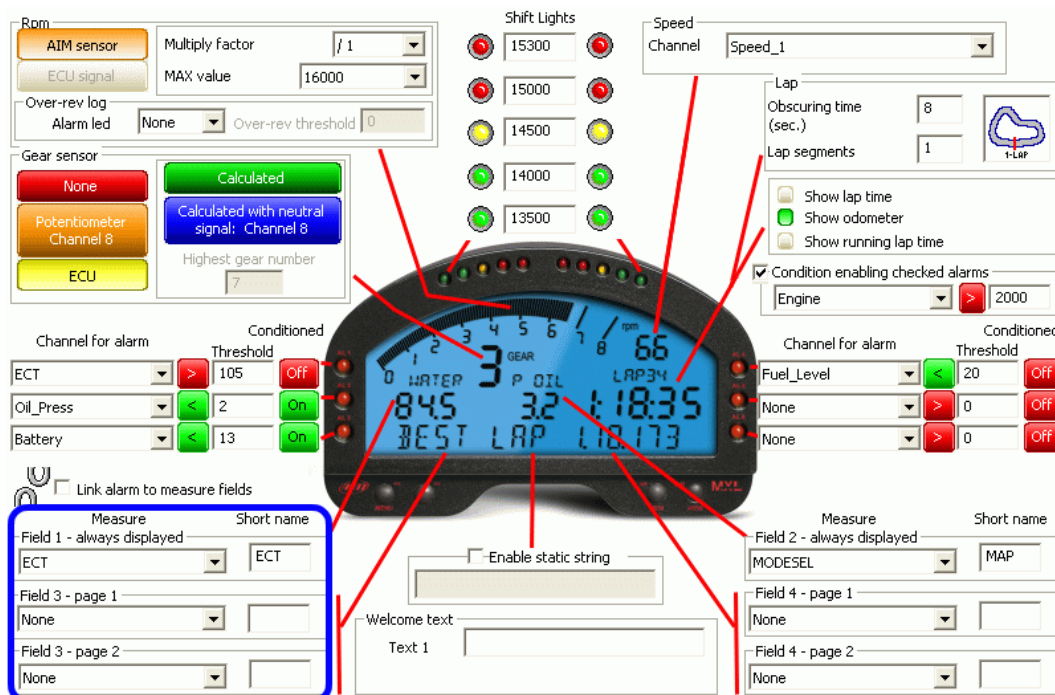 Rpm
AIM sensor
ECU signal
Multiply factor / 1
MAX value 16000
Over-rev log
Alarm led None Over-rev threshold 0
Shift Lights
15300
15000
14500
14000
13500
Speed
Channel Speed_1
Lap
Obscuring time (sec.) 8
Lap segments 1
1-LAP
Show lap time
Show odometer
Show running lap time
Gear sensor
None
Potentiometer
Channel 8
ECU
Calculated
Calculated with neutral
signal: Channel 8
Highest gear number
7
Condition enabling checked alarms
Engine > 2000
Channel for alarm Threshold Conditioned
ECT > 105 Off
Oil_Press < 2 On
Battery < 13 On
0 1 2 3 4 5 6 7 8 rpm
66
3 GEAR
WATER P OIL LAP34
84.5 3.2 1:18.35
BEST LAP 1.18.173
MXL
Channel for alarm Threshold Conditioned
Fuel_Level < 20 Off
None > 0 Off
None > 0 Off
Link alarm to measure fields
Measure Short name
Field 1 - always displayed
ECT ECT
Field 3 - page 1
None
Field 3 - page 2
None
Enable static string
Welcome text
Text 1
Measure Short name
Field 2 - always displayed
MODESEL MAP
Field 4 - page 1
None
Field 4 - page 2
None